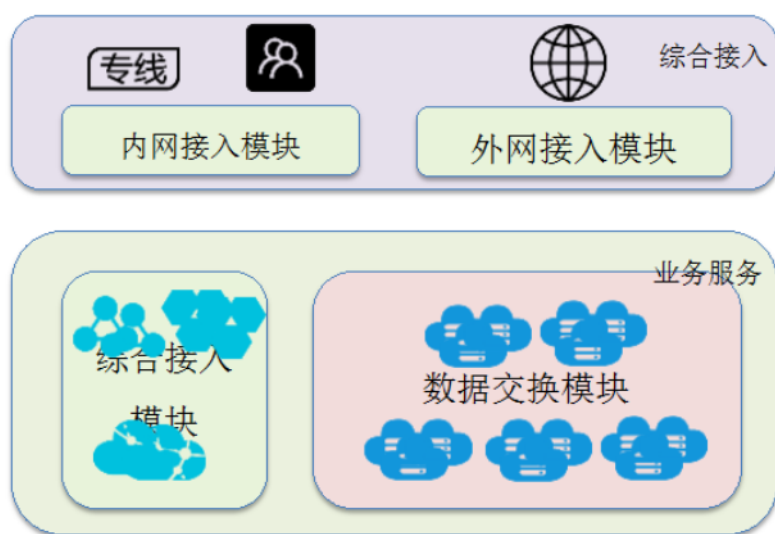 专线
综合接入
内网接入模块
外网接入模块
业务服务
综合接入
模块
数据交换模块